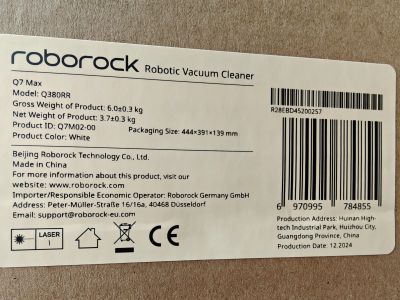 roborock Robotic Vacuum Cleaner
Q7 Max
Model: Q380RR
Gross Weight of Product: 6.0±0.3 kg
Net Weight of Product: 3.7±0.3 kg
Product ID: Q7M02-00 Packaging Size: 444×391×139 mm
Product Color: White
R28EBD45200257
Beijing Roborock Technology Co., Ltd.
Made in China
For more information about this product, visit our
website www.roborock.com
Importer/Responsible Economic Operator: Roborock Germany GmbH
Address: Peter-Müller-Straße 16/16a, 40468 Düsseldorf
Email: support@roborock-eu.com
LASER
1
CE
6 970995 784855
Production Address: Huinan High-
tech Industrial Park, Huizhou City,
Guangdong Province, China
Production Date: 12.2024